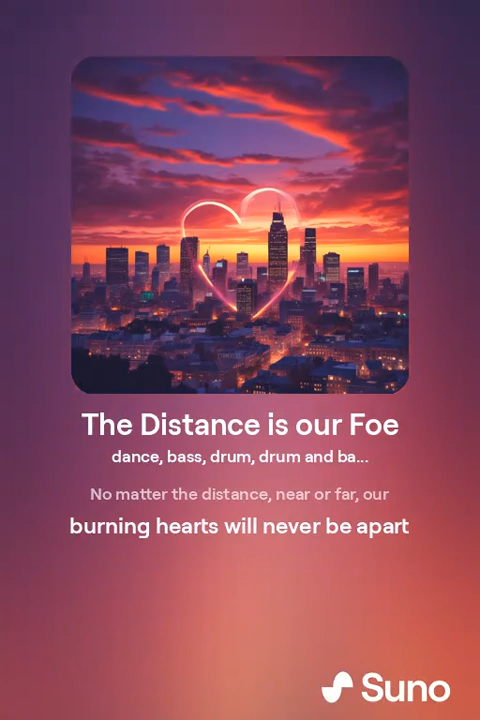 The Distance is our Foe
dance, bass, drum, drum and ba...
No matter the distance, near or far, our
burning hearts will never be apart
Suno